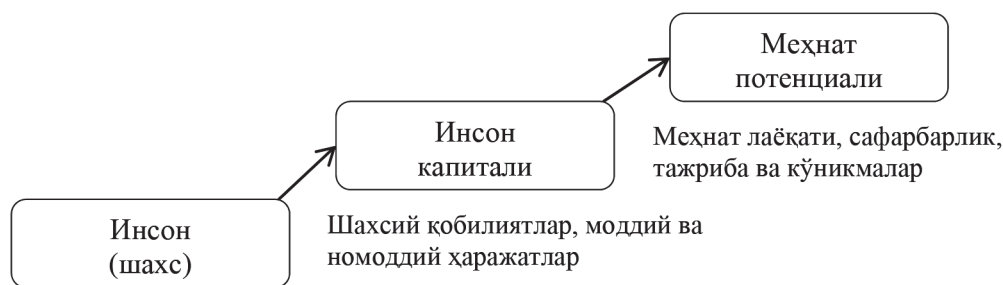 Меҳнат
потенциали
Инсон
капитали
Меҳнат лаёқати, сафарбарлик,
тажриба ва кўникмалар
Инсон
(шахс)
Шахсий қобилиятлар, моддий ва
номоддий ҳаражатлар